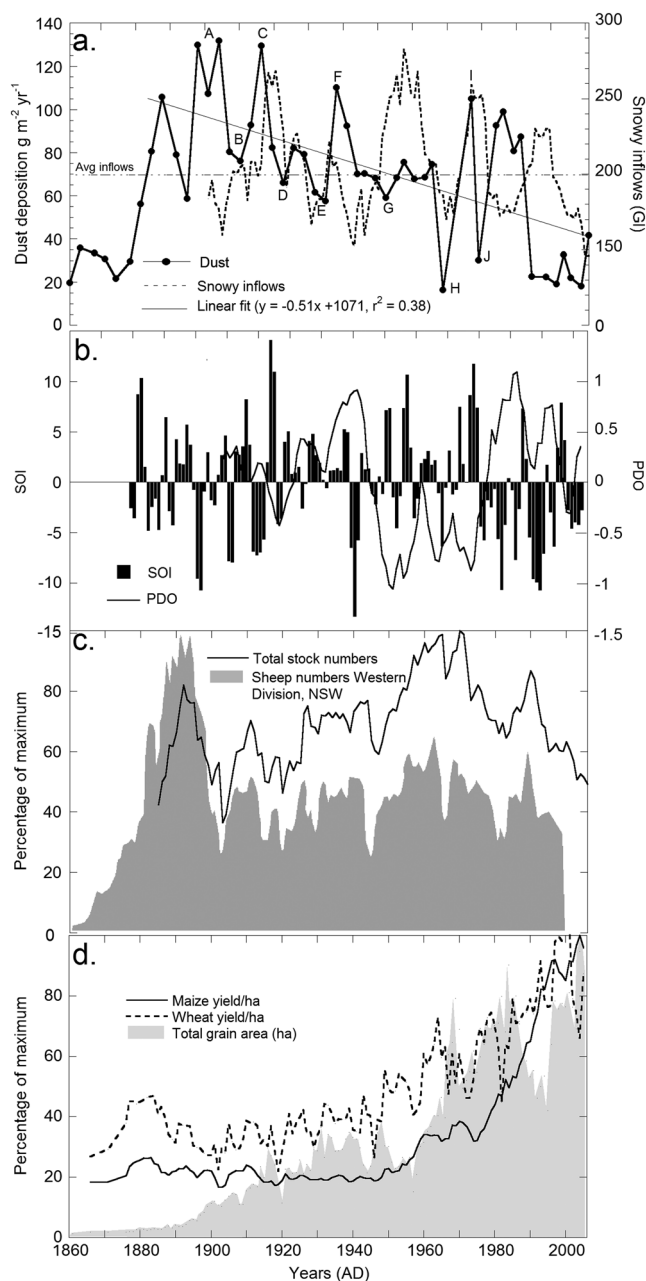 a.
Dust deposition g m-2 yr-1
140
120
100
80
60
40
20
0
Snowy inflows (Gl)
300
250
200
150
100
A
B
C
D
E
F
G
H
I
J
Avg inflows
Dust
Snowy inflows
Linear fit (y = -0.51x +1071, r2 = 0.38)
b.
SOI
10
5
0
-5
-10
-15
PDO
1
0.5
0
-0.5
-1
-1.5
SOI
PDO
c.
Percentage of maximum
80
60
40
20
0
Total stock numbers
Sheep numbers Western
Division, NSW
d.
Percentage of maximum
80
60
40
20
0
Maize yield/ha
Wheat yield/ha
Total grain area (ha)
1860 1880 1900 1920 1940 1960 1980 2000
Years (AD)